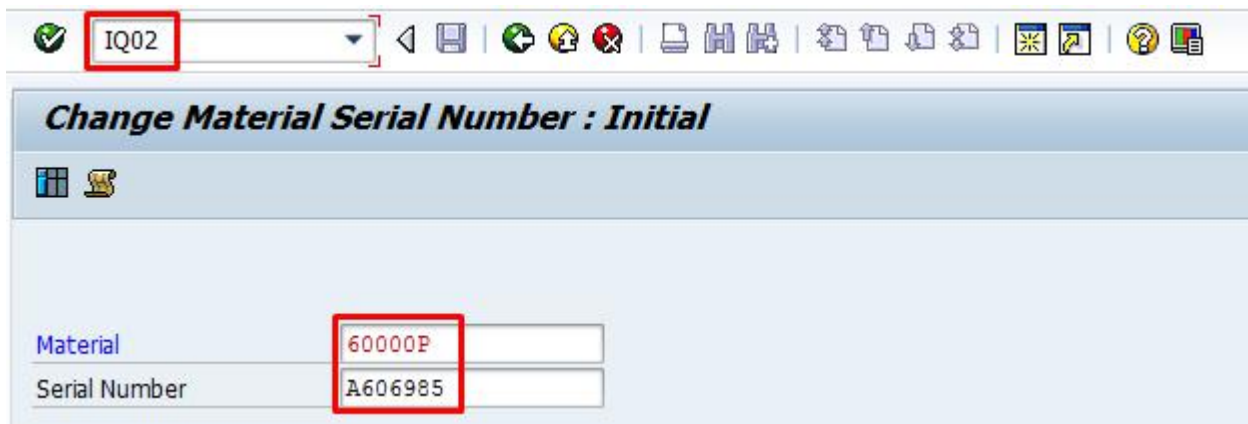 IQ02
Change Material Serial Number : Initial
Material 60000P
Serial Number A606985